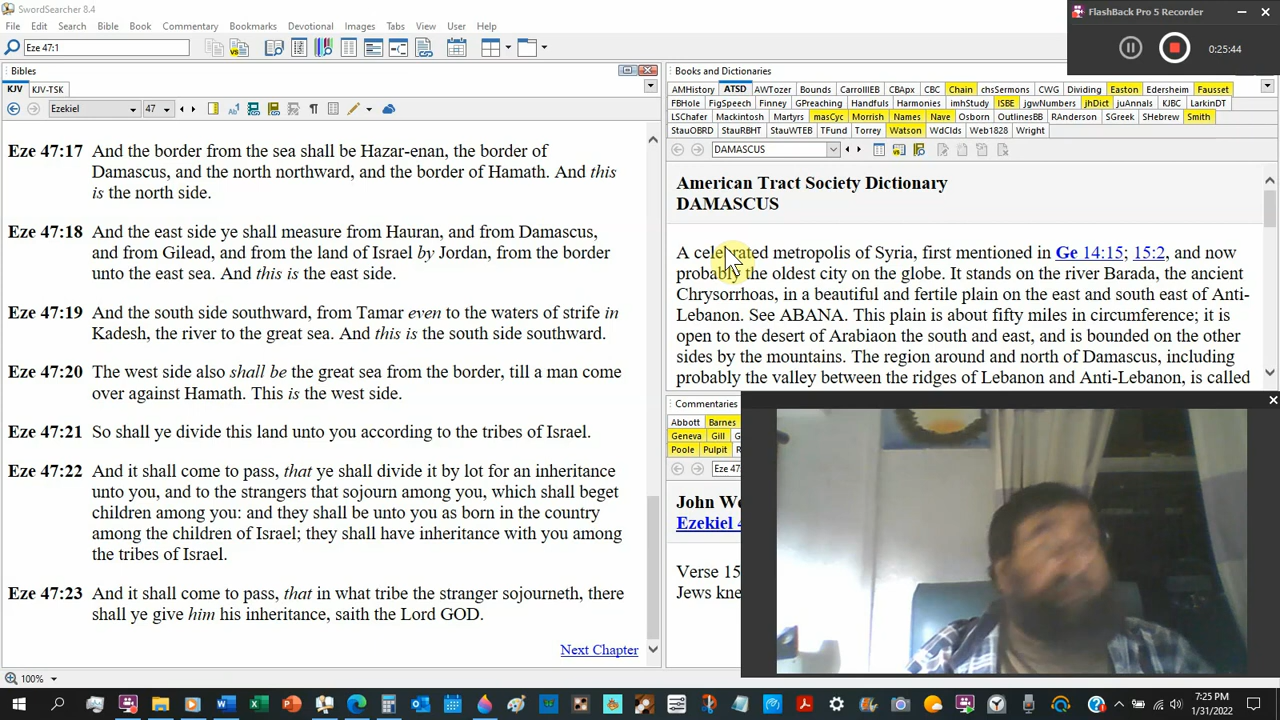 SwordSearcher 8.4
File Edit Search Bible Book Commentary Bookmarks Devotional Images Tabs View User Help
Eze 47:1
FlashBack Pro 5 Recorder
0:25:44
Bibles
KJV KJV-TSK
Ezekiel 47
Eze 47:17 And the border from the sea shall be Hazar-enan, the border of
Damascus, and the north northward, and the border of Hamath. And this
is the north side.
Eze 47:18 And the east side ye shall measure from Hauran, and from Damascus,
and from Gilead, and from the land of Israel by Jordan, from the border
unto the east sea. And this is the east side.
Eze 47:19 And the south side southward, from Tamar even to the waters of strife in
Kadesh, the river to the great sea. And this is the south side southward.
Eze 47:20 The west side also shall be the great sea from the border, till a man come
over against Hamath. This is the west side.
Eze 47:21 So shall ye divide this land unto you according to the tribes of Israel.
Eze 47:22 And it shall come to pass, that ye shall divide it by lot for an inheritance
unto you, and to the strangers that sojourn among you, which shall beget
children among you: and they shall be unto you as born in the country
among the children of Israel; they shall have inheritance with you among
the tribes of Israel.
Eze 47:23 And it shall come to pass, that in what tribe the stranger sojourneth, there
shall ye give him his inheritance, saith the Lord GOD.
Next Chapter
100%
Books and Dictionaries
AMHistory ATSD AWTozer Bounds CarrollEIB CBApx CBC Chain chsSermons CWG Dividing Easton Edersheim Fausset
FBHole FigSpeech Finney GPreaching Handfuls Harmonies imhStudy ISBE jgwNumbers jhDict juAnnals KJBC LarkinDT
LSChafer Mackintosh Martyrs masCyc Morrish Names Nave Osborn OutlinesBB RAnderson SGreek SHebrew Smith
StauOBRD StauRBHT StauWTEB TFund Torrey Watson WdClds Web1828 Wright
DAMASCUS
American Tract Society Dictionary
DAMASCUS
A celebrated metropolis of Syria, first mentioned in Ge 14:15; 15:2, and now
probably the oldest city on the globe. It stands on the river Barada, the ancient
Chrysorrhoas, in a beautiful and fertile plain on the east and south east of Anti-
Lebanon. See ABANA. This plain is about fifty miles in circumference; it is
open to the desert of Arabiaon the south and east, and is bounded on the other
sides by the mountains. The region around and north of Damascus, including
probably the valley between the ridges of Lebanon and Anti-Lebanon, is called
Commentaries
Abbott Barnes
Geneva Gill
Poole Pulpit
Eze 47
John We
Ezekiel 4
Verse 15
Jews kne
7:25 PM
1/31/2022